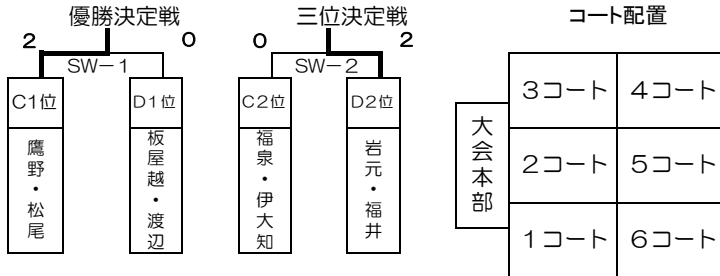 優勝決定戦
2 0
SW－1
C1位 D1位
鷹野・松尾
板屋越・渡辺
三位決定戦
0 2
SW－2
C2位 D2位
福泉・伊大知
岩元・福井
コート配置
大会本部
3コート 4コート
2コート 5コート
1コート 6コート